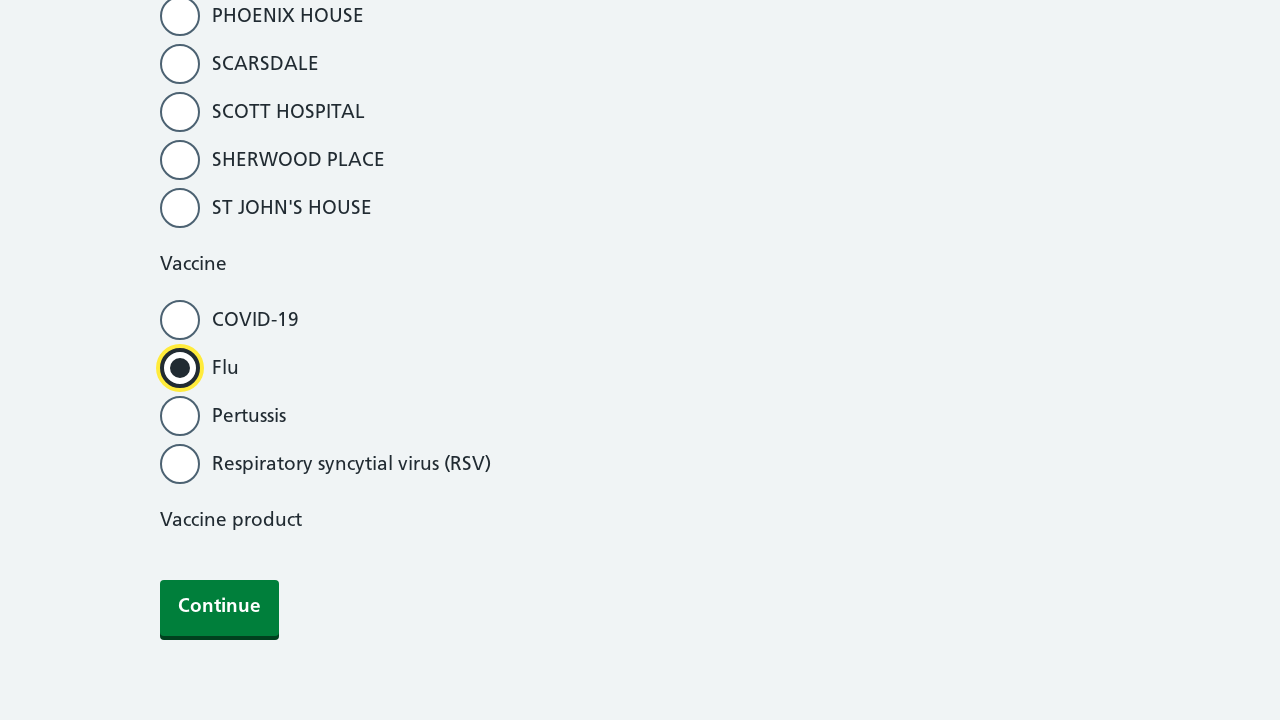 PHOENIX HOUSE
SCARSDALE
SCOTT HOSPITAL
SHERWOOD PLACE
ST JOHN'S HOUSE
Vaccine
COVID-19
Flu
Pertussis
Respiratory syncytial virus (RSV)
Vaccine product
Continue